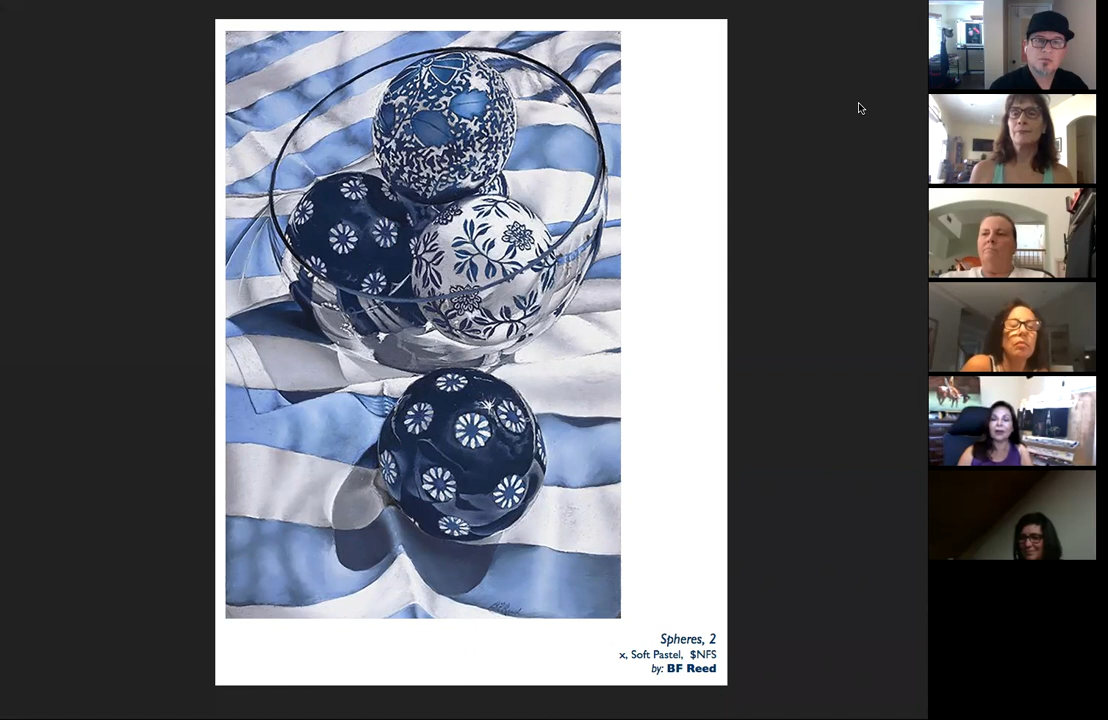 Spheres, 2
x, Soft Pastel, $NFS
by: BF Reed